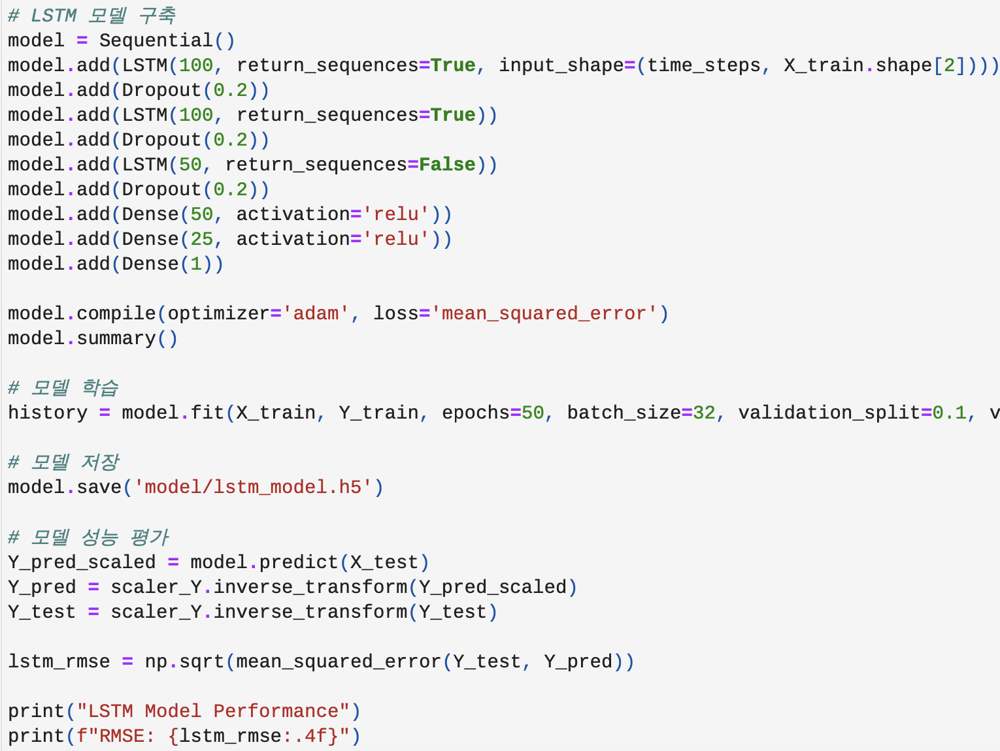 # LSTM 모델 구축
model = Sequential()
model.add(LSTM(100, return_sequences=True, input_shape=(time_steps, X_train.shape[2])))
model.add(Dropout(0.2))
model.add(LSTM(100, return_sequences=True))
model.add(Dropout(0.2))
model.add(LSTM(50, return_sequences=False))
model.add(Dropout(0.2))
model.add(Dense(50, activation='relu'))
model.add(Dense(25, activation='relu'))
model.add(Dense(1))
model.compile(optimizer='adam', loss='mean_squared_error')
model.summary()
# 모델 학습
history = model.fit(X_train, Y_train, epochs=50, batch_size=32, validation_split=0.1, v
# 모델 저장
model.save('model/lstm_model.h5')
# 모델 성능 평가
Y_pred_scaled = model.predict(X_test)
Y_pred = scaler_Y.inverse_transform(Y_pred_scaled)
Y_test = scaler_Y.inverse_transform(Y_test)
lstm_rmse = np.sqrt(mean_squared_error(Y_test, Y_pred))
print("LSTM Model Performance")
print(f"RMSE: {lstm_rmse:.4f}")